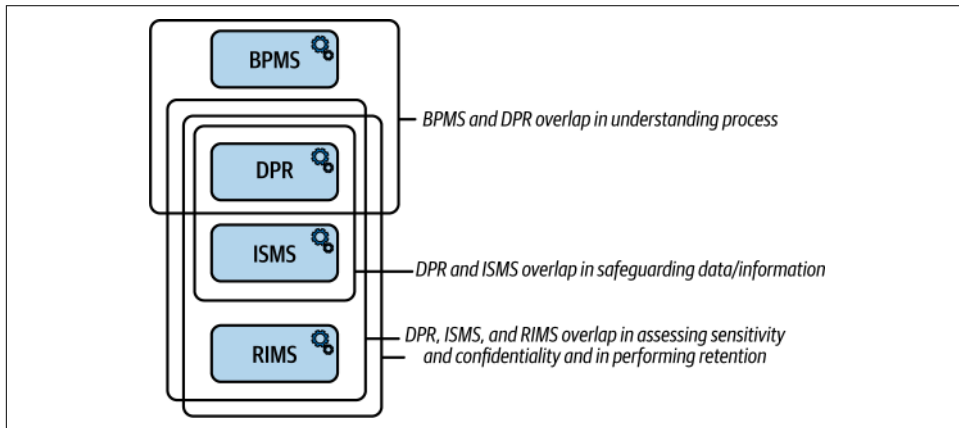 BPMS
BPMS and DPR overlap in understanding process
DPR
ISMS
DPR and ISMS overlap in safeguarding data/information
DPR, ISMS, and RIMS overlap in assessing sensitivity
and confidentiality and in performing retention
RIMS